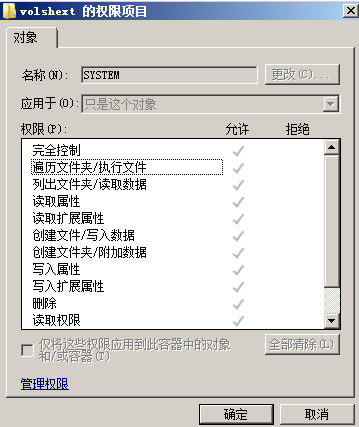 volshext 的权限项目
对象
名称(N): SYSTEM 更改(C)...
应用于(O): 只是这个对象
权限(P): 允许 拒绝
完全控制
遍历文件夹/执行文件
列出文件夹/读取数据
读取属性
读取扩展属性
创建文件/写入数据
创建文件夹/附加数据
写入属性
写入扩展属性
删除
读取权限
仅将这些权限应用到此容器中的对象
和/或容器(T) 全部清除(L)
管理权限
确定 取消